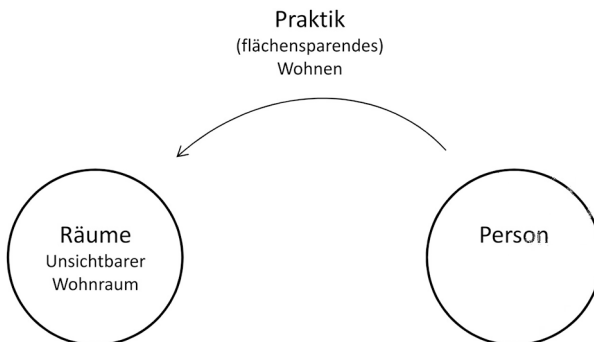 Praktik
(flächensparendes)
Wohnen
Räume
Unsichtbarer
Wohnraum
Person